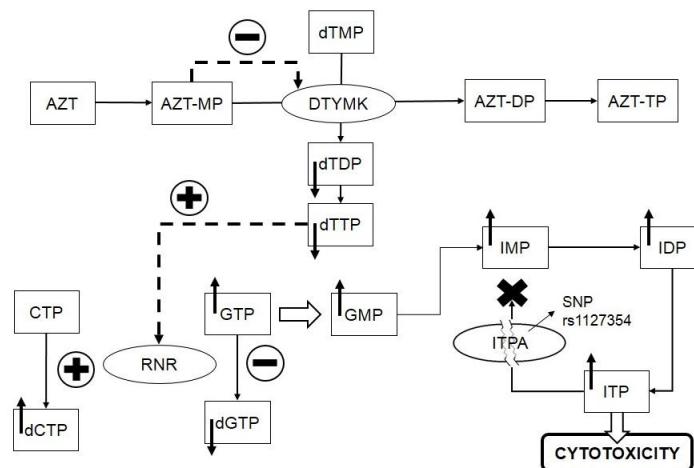 dTMP
AZT
AZT-MP
DTYMK
AZT-DP
AZT-TP
dTDP
dTTP
IMP
IDP
CTP
GTP
GMP
SNP
rs1127354
RNR
ITPA
dCTP
dGTP
ITP
CYTOTOXICITY